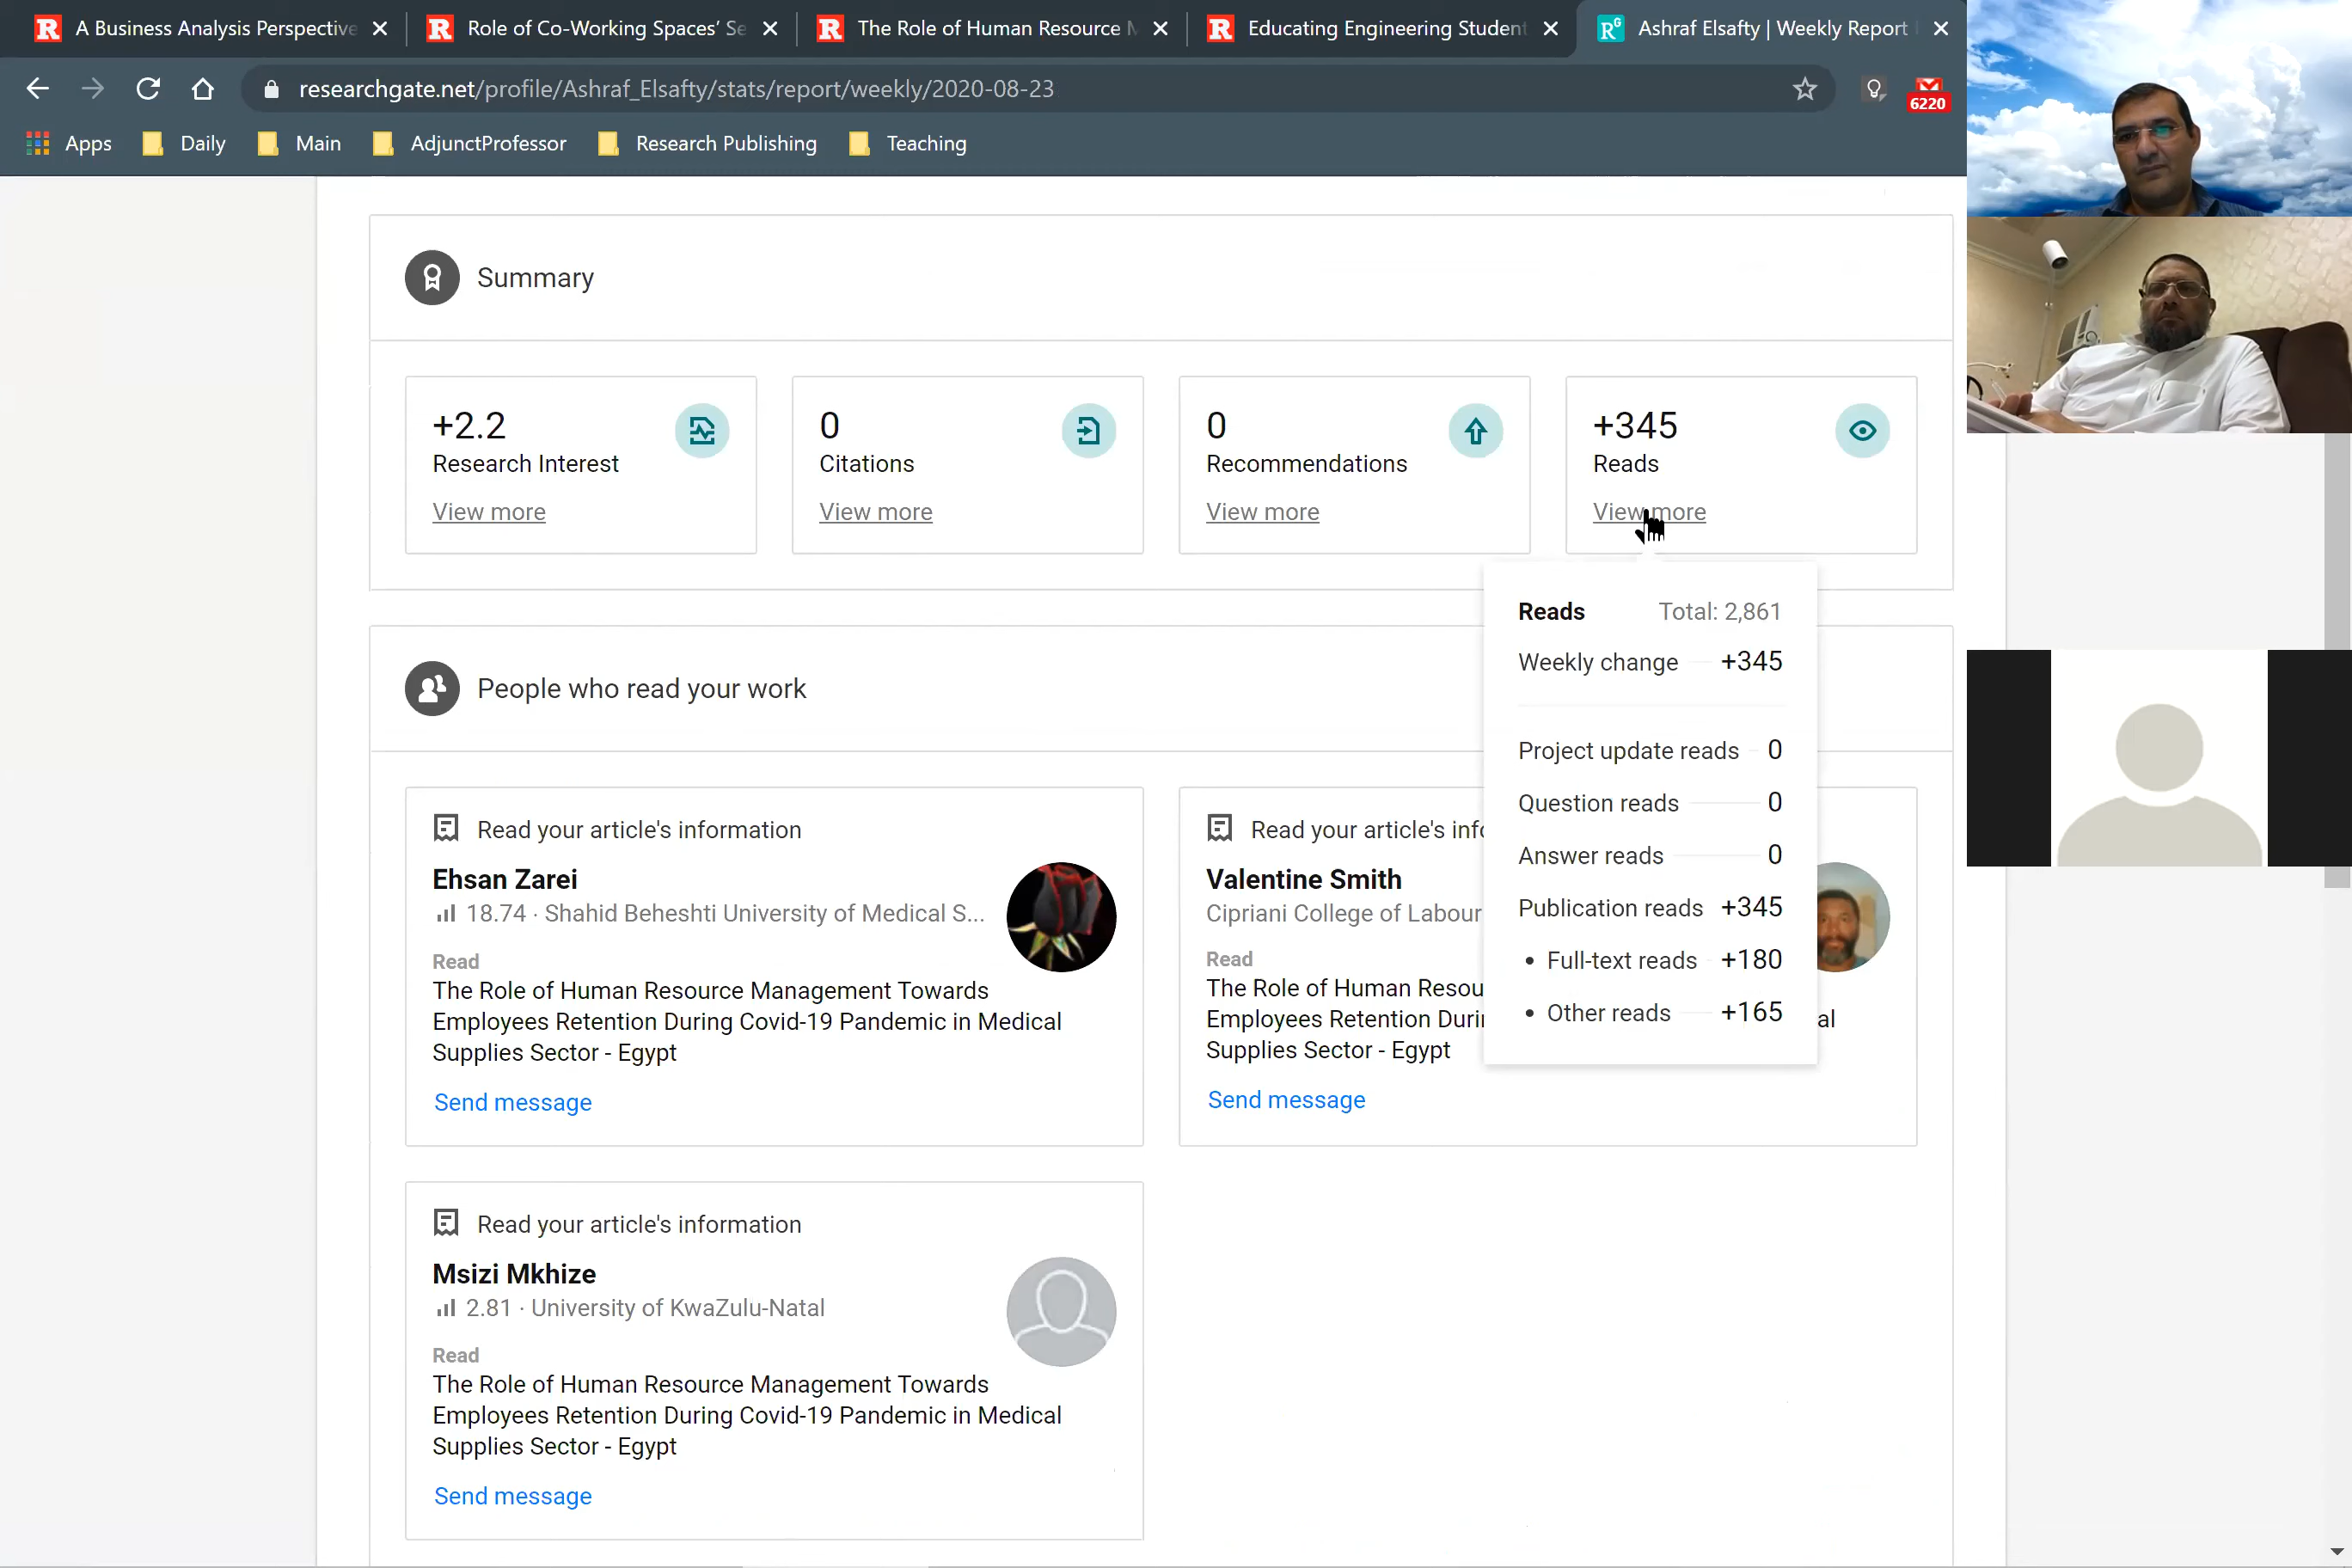 A Business Analysis Perspective
Role of Co-Working Spaces' Se
The Role of Human Resource M
Educating Engineering Student
Ashraf Elsafty | Weekly Report
researchgate.net/profile/Ashraf_Elsafty/stats/report/weekly/2020-08-23
6220
Apps
Daily
Main
AdjunctProfessor
Research Publishing
Teaching
Summary
+2.2
Research Interest
View more
0
Citations
View more
0
Recommendations
View more
+345
Reads
View more
Reads Total: 2,861
Weekly change +345
Project update reads 0
Question reads 0
Answer reads 0
Publication reads +345
• Full-text reads +180
• Other reads +165
People who read your work
Read your article's information
Ehsan Zarei
18.74 · Shahid Beheshti University of Medical S...
Read
The Role of Human Resource Management Towards
Employees Retention During Covid-19 Pandemic in Medical
Supplies Sector - Egypt
Send message
Read your article's info
Valentine Smith
Cipriani College of Labour
Read
The Role of Human Resou
Employees Retention Duri al
Supplies Sector - Egypt
Send message
Read your article's information
Msizi Mkhize
2.81 · University of KwaZulu-Natal
Read
The Role of Human Resource Management Towards
Employees Retention During Covid-19 Pandemic in Medical
Supplies Sector - Egypt
Send message